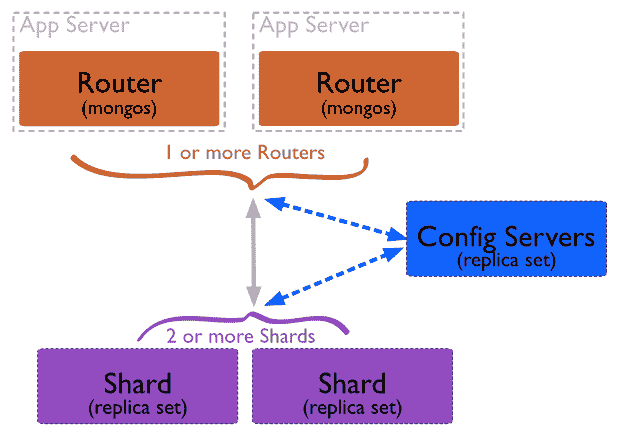 App Server
App Server
Router
(mongos)
Router
(mongos)
1 or more Routers
Config Servers
(replica set)
2 or more Shards
Shard
(replica set)
Shard
(replica set)